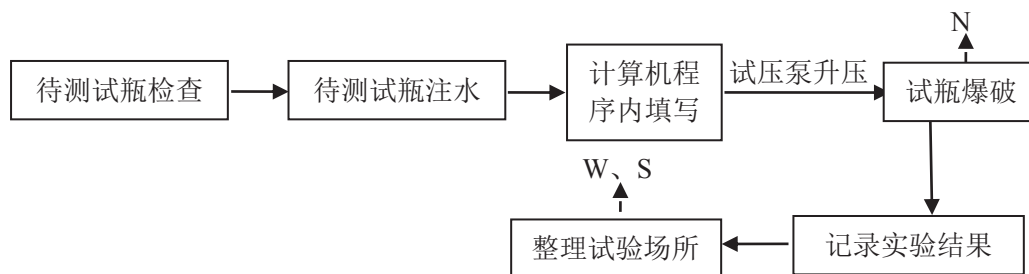 N
待测试瓶检查
待测试瓶注水
计算机程
序内填写
试压泵升压
试瓶爆破
W、S
整理试验场所
记录实验结果